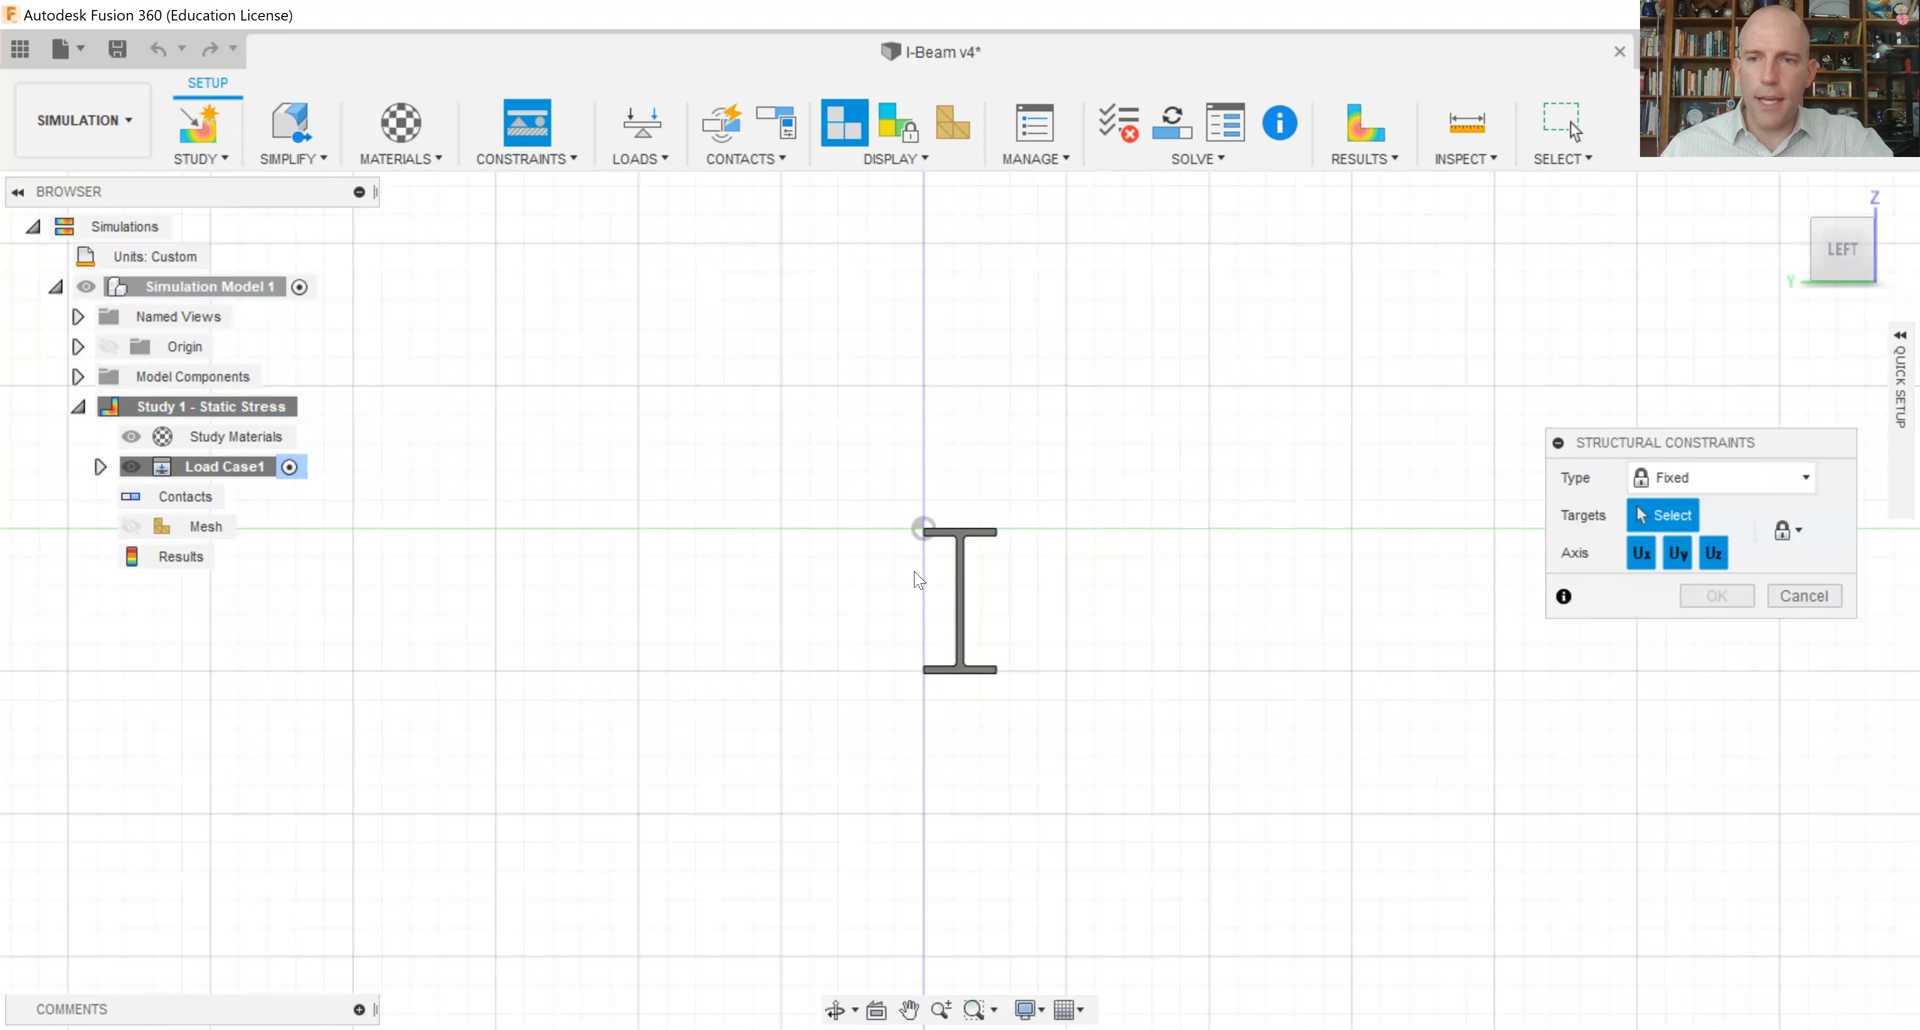 Autodesk Fusion 360 (Education License)
I-Beam v4*
SETUP
SIMULATION
STUDY
SIMPLIFY
MATERIALS
CONSTRAINTS
LOADS
CONTACTS
DISPLAY
MANAGE
SOLVE
RESULTS
INSPECT
SELECT
BROWSER
Simulations
Units: Custom
Simulation Model 1
Named Views
Origin
Model Components
Study 1 - Static Stress
Study Materials
Load Case1
Contacts
Mesh
Results
Z
LEFT
Y
QUICK SETUP
STRUCTURAL CONSTRAINTS
Type Fixed
Targets Select
Axis Ux Uy Uz
OK Cancel
COMMENTS